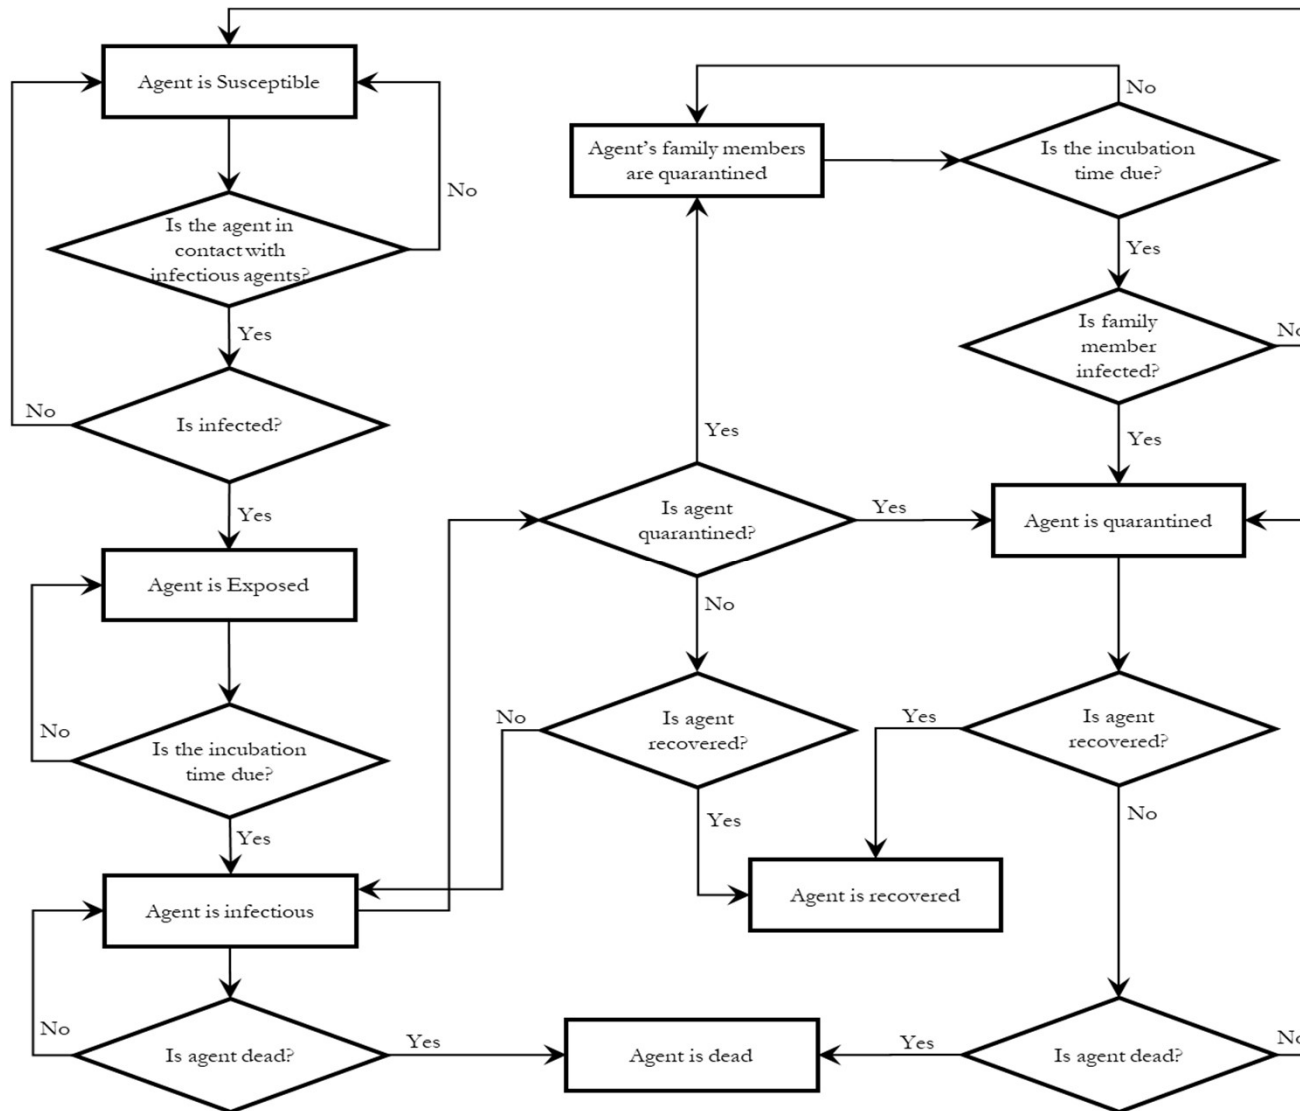 Agent is Susceptible
No
Is the agent in
contact with
infectious agents?
Yes
No
Is infected?
Yes
Agent is Exposed
No
Is the incubation
time due?
Yes
Agent is infectious
No
Is agent dead?
Yes
Agent is dead
Agent's family members
are quarantined
No
Is the incubation
time due?
Yes
Is family
member
infected?
No
Yes
Yes
Is agent
quarantined?
Yes
Agent is quarantined
No
No
Is agent
recovered?
Yes
Yes
Is agent
recovered?
No
Agent is recovered
Yes
Is agent dead?
No